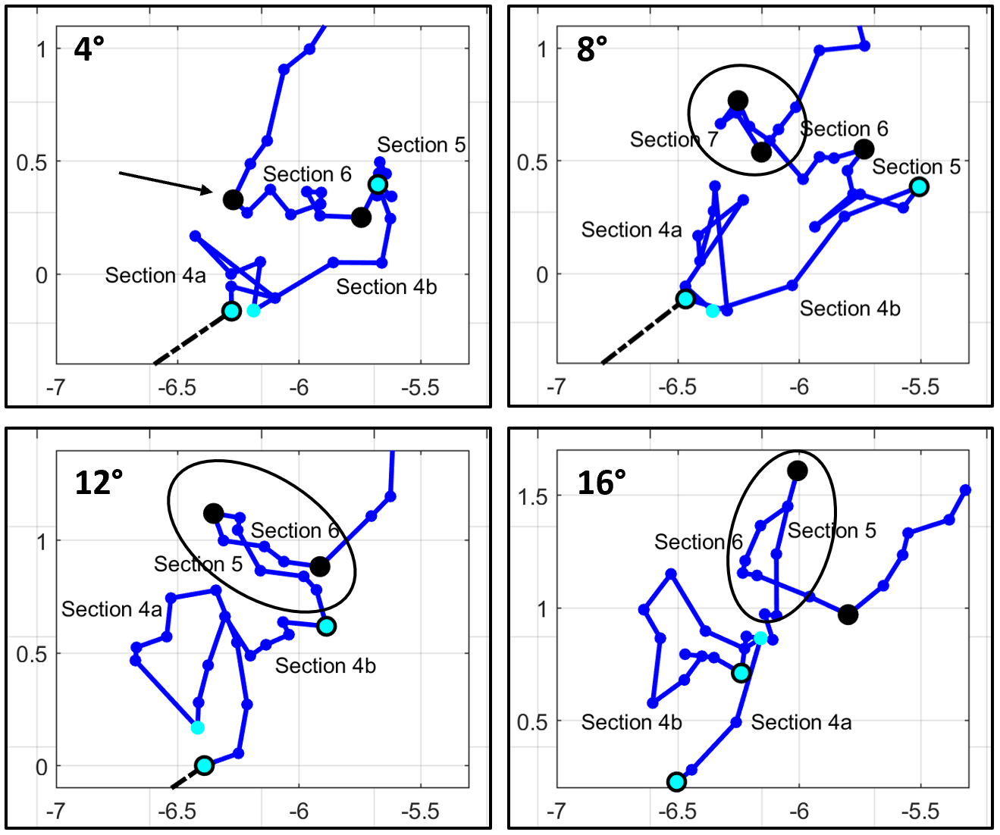 4°
1
0.5
0
Section 5
Section 6
Section 4a
Section 4b
-7
-6.5
-6
-5.5
8°
1
0.5
0
Section 7
Section 6
Section 5
Section 4a
Section 4b
-7
-6.5
-6
-5.5
12°
1
0.5
0
Section 6
Section 5
Section 4a
Section 4b
-7
-6.5
-6
-5.5
16°
1.5
1
0.5
Section 5
Section 6
Section 4b
Section 4a
-7
-6.5
-6
-5.5